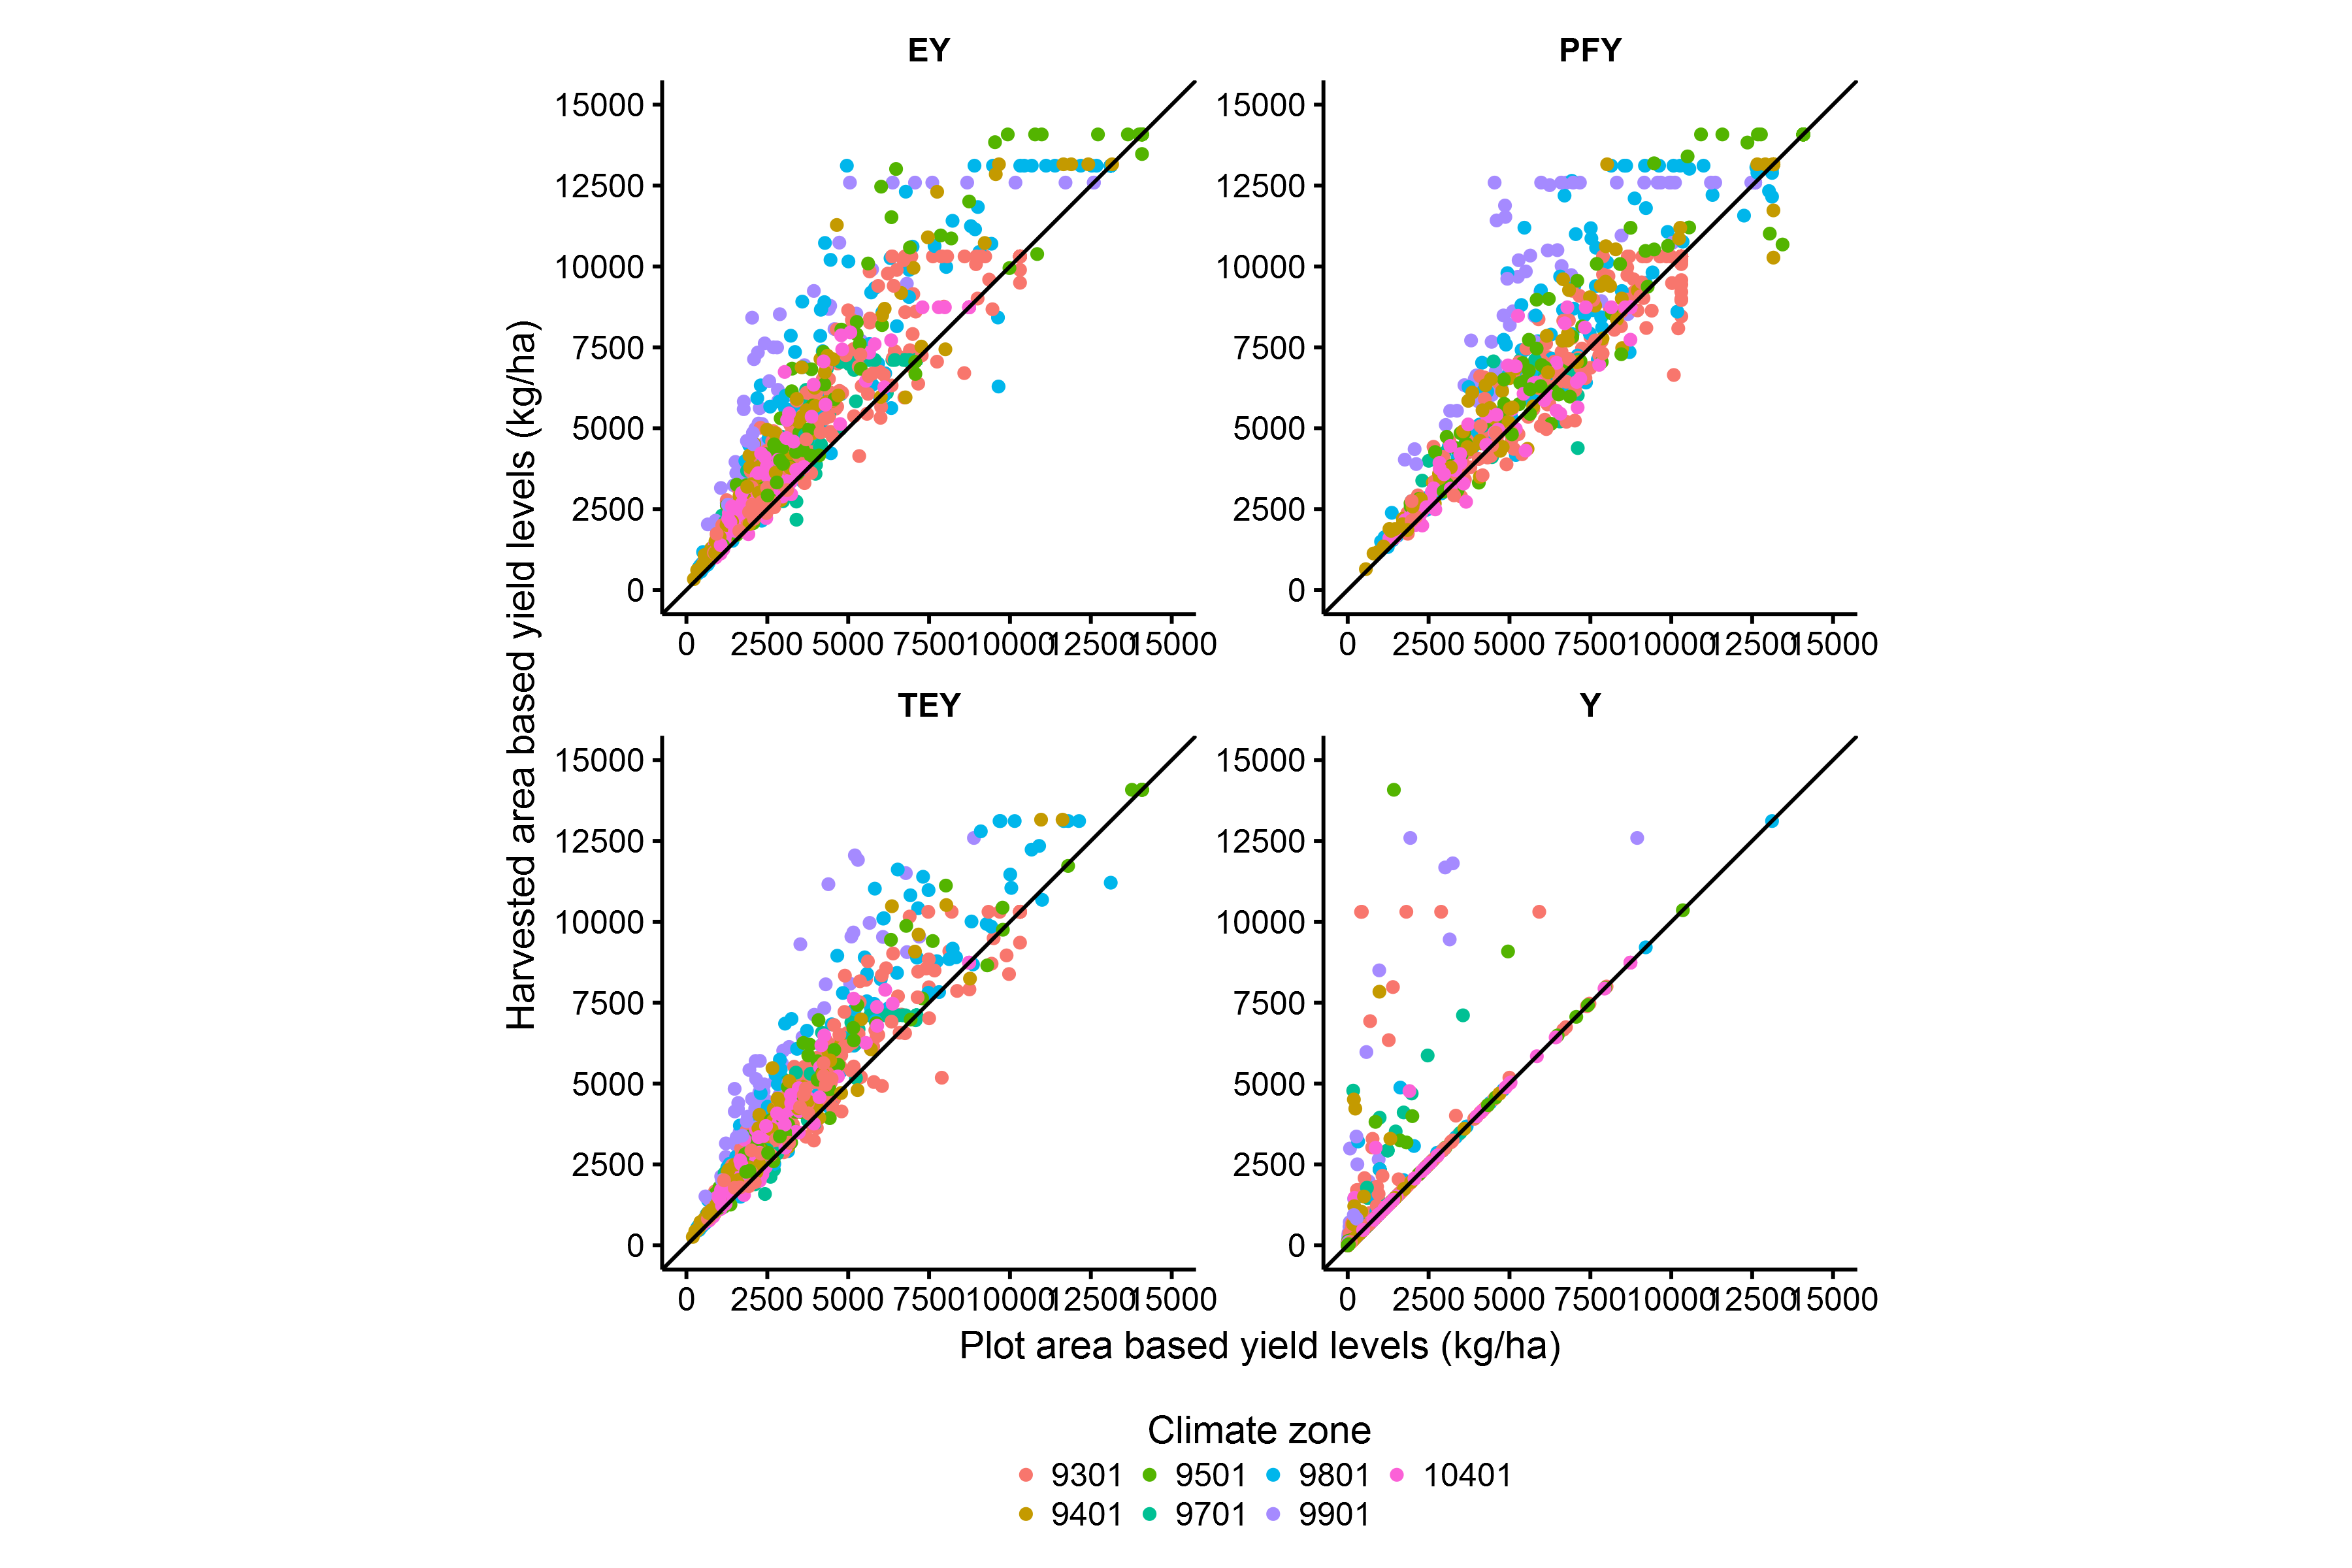 EY
PFY
15000
12500
10000
7500
5000
2500
0
0 2500 5000 7500 10000 12500 15000
15000
12500
10000
7500
5000
2500
0
0 2500 5000 7500 10000 12500 15000
TEY
Y
15000
12500
10000
7500
5000
2500
0
0 2500 5000 7500 10000 12500 15000
15000
12500
10000
7500
5000
2500
0
0 2500 5000 7500 10000 12500 15000
Harvested area based yield levels (kg/ha)
Plot area based yield levels (kg/ha)
Climate zone
9301 9501 9801 10401
9401 9701 9901